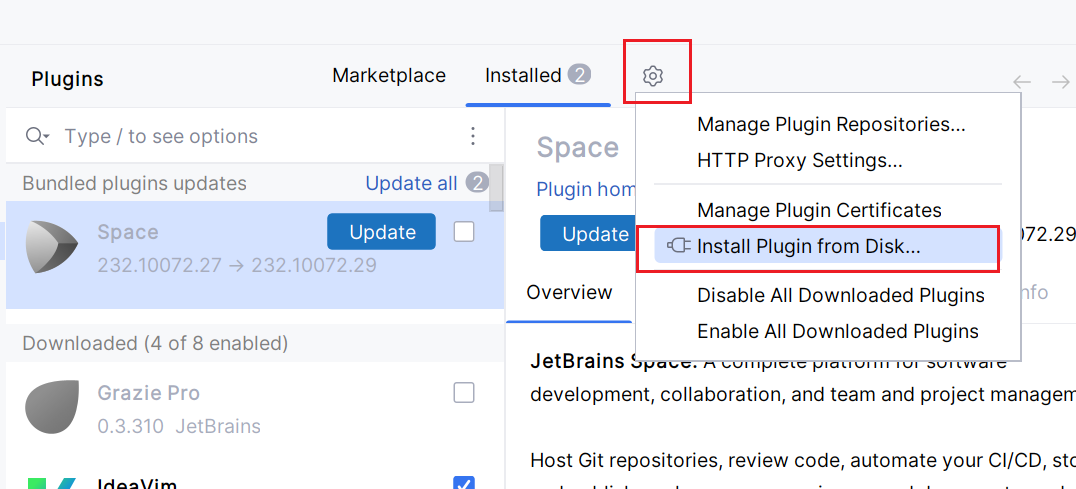 Plugins
Marketplace
Installed 2
Type / to see options
Bundled plugins updates
Update all 2
Space
Update
232.10072.27 → 232.10072.29
Downloaded (4 of 8 enabled)
Grazie Pro
0.3.310 JetBrains
IdeaVim
Space
Plugin hom
Update
072.29
Overview
nfo
Manage Plugin Repositories...
HTTP Proxy Settings...
Manage Plugin Certificates
Install Plugin from Disk...
Disable All Downloaded Plugins
Enable All Downloaded Plugins
JetBrains Space. A complete platform for software
development, collaboration, and team and project managem
Host Git repositories, review code, automate your CI/CD, sto